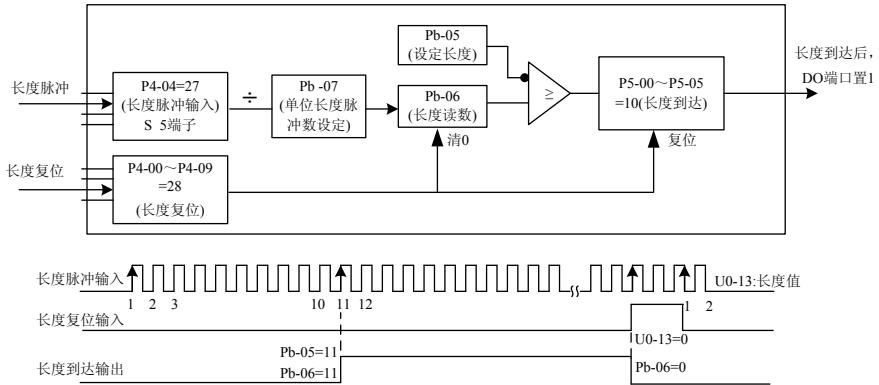 长度脉冲
P4-04=27
(长度脉冲输入)
S 5端子
÷
Pb -07
(单位长度脉
冲数设定)
Pb-05
(设定长度)
Pb-06
(长度读数)
清0
≥
P5-00～P5-05
=10(长度到达)
复位
长度到达后，
DO端口置1
长度复位
P4-00～P4-09
=28
(长度复位)
长度脉冲输入
1 2 3 10 11 12 1 2
U0-13:长度值
长度复位输入
U0-13=0
长度到达输出
Pb-05=11
Pb-06=11
Pb-06=0